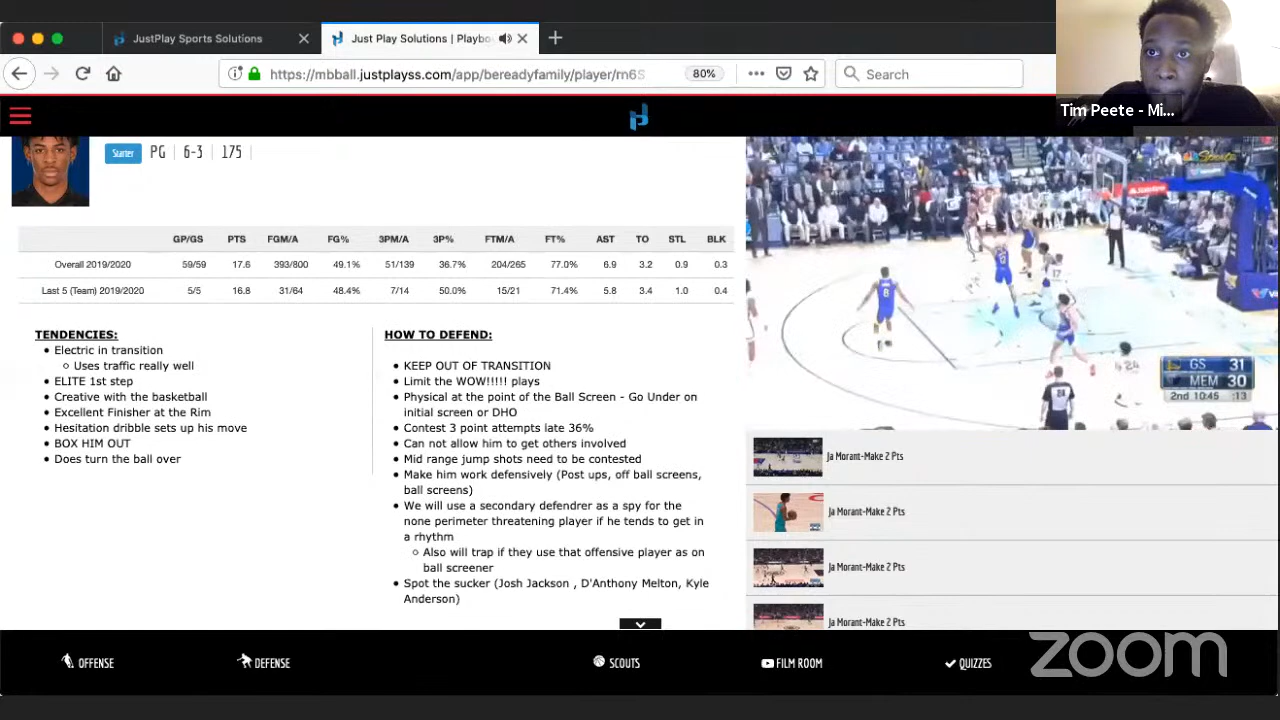 JustPlay Sports Solutions
Just Play Solutions | Playbo
https://mbball.justplayss.com/app/bereadyfamily/player/rn6S
80%
Search
Tim Peete - Mi...
Starter PG 6-3 175
GP/GS PTS FGM/A FG% 3PM/A 3P% FTM/A FT% AST TO STL BLK
Overall 2019/2020 59/59 17.6 393/800 49.1% 51/139 36.7% 204/265 77.0% 6.9 3.2 0.9 0.3
Last 5 (Team) 2019/2020 5/5 16.8 31/64 48.4% 7/14 50.0% 15/21 71.4% 5.8 3.4 1.0 0.4
TENDENCIES:
Electric in transition
Uses traffic really well
ELITE 1st step
Creative with the basketball
Excellent Finisher at the Rim
Hesitation dribble sets up his move
BOX HIM OUT
Does turn the ball over
HOW TO DEFEND:
KEEP OUT OF TRANSITION
Limit the WOW!!!!! plays
Physical at the point of the Ball Screen - Go Under on
initial screen or DHO
Contest 3 point attempts late 36%
Can not allow him to get others involved
Mid range jump shots need to be contested
Make him work defensively (Post ups, off ball screens,
ball screens)
We will use a secondary defendrer as a spy for the
none perimeter threatening player if he tends to get in
a rhythm
Also will trap if they use that offensive player as on
ball screener
Spot the sucker (Josh Jackson , D'Anthony Melton, Kyle
Anderson)
Sports
8
17
24
GS 31
MEM 30
2nd 10:45 :13
Ja Morant-Make 2 Pts
Ja Morant-Make 2 Pts
Ja Morant-Make 2 Pts
Ja Morant-Make 2 Pts
OFFENSE
DEFENSE
SCOUTS
FILM ROOM
QUIZZES
zoom